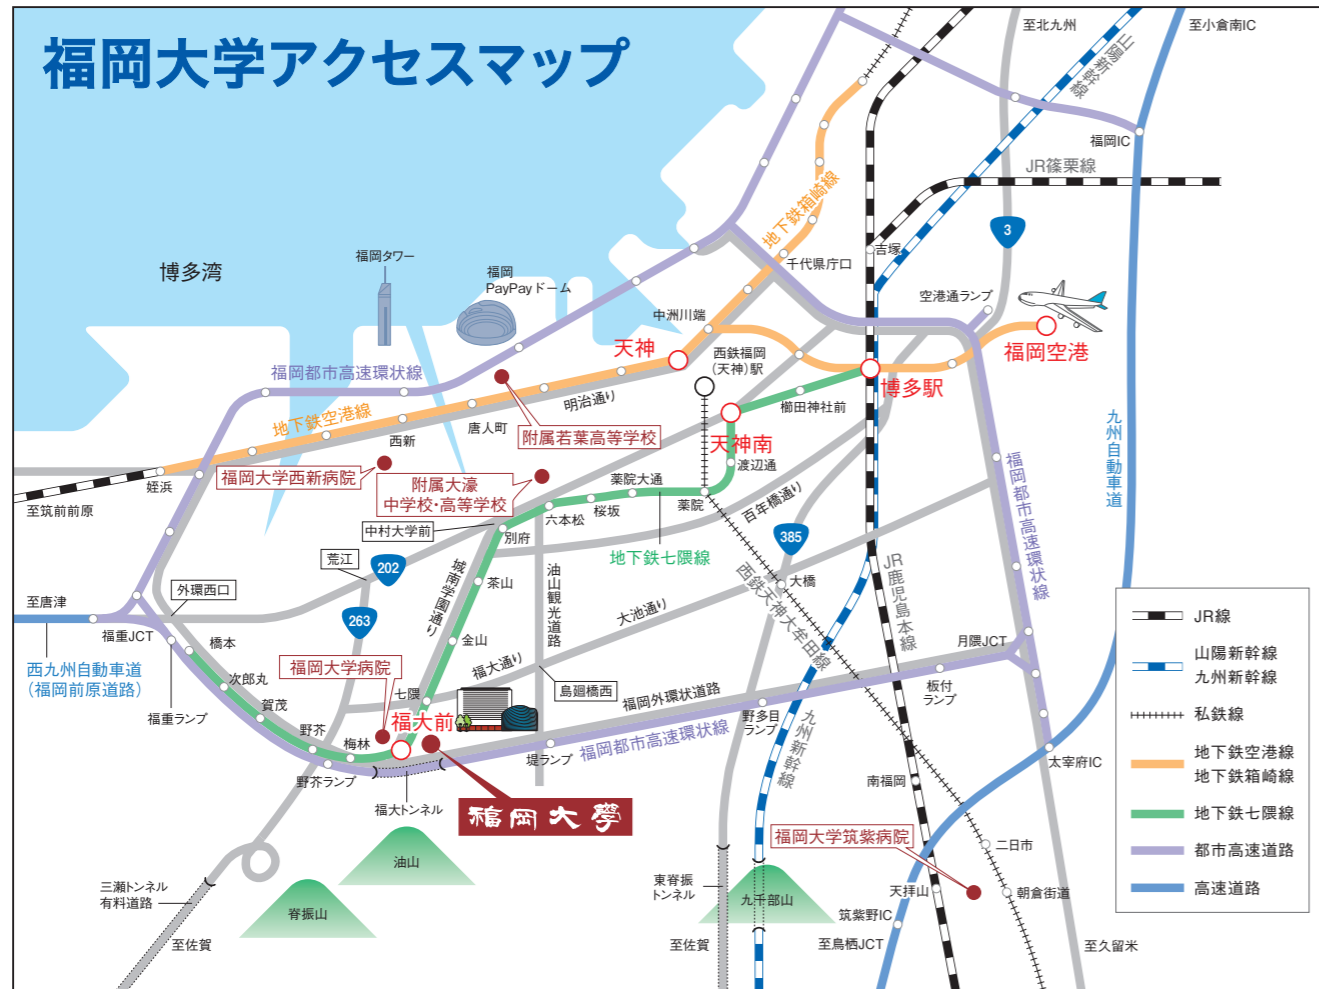 福岡大学アクセスマップ
至北九州
至小倉南IC
山陽新幹線
福岡IC
JR篠栗線
地下鉄箱崎線
3
吉塚
千代県庁口
空港通ランプ
博多湾
福岡タワー
福岡
PayPayドーム
中洲川端
天神
西鉄福岡
(天神)駅
福岡空港
博多駅
櫛田神社前
福岡都市高速環状線
地下鉄空港線
明治通り
西新
唐人町
附属若葉高等学校
天神南
渡辺通
九州自動車道
福岡都市高速環状線
姪浜
福岡大学西新病院
附属大濠
中学校・高等学校
薬院大通
薬院
桜坂
六本松
百年橋通り
至筑前前原
中村大学前
別府
地下鉄七隈線
385
荒江
202
城南学園通り
茶山
油山観光道路
西鉄天神大牟田線
大橋
JR鹿児島本線
外環西口
至唐津
福重JCT
263
大池通り
橋本
金山
月隈JCT
西九州自動車道
(福岡前原道路)
福岡大学病院
福大通り
島廻橋西
次郎丸
七隈
福岡外環状道路
板付
ランプ
福重ランプ
賀茂
福大前
野多目
ランプ
九州新幹線
野芥
梅林
堤ランプ
福岡都市高速環状線
太宰府IC
野芥ランプ
福大トンネル
福岡大學
南福岡
福岡大学筑紫病院
二日市
油山
三瀬トンネル
有料道路
脊振山
東脊振
トンネル
九千部山
天拝山
朝倉街道
筑紫野IC
至佐賀
至佐賀
至鳥栖JCT
至久留米
JR線
山陽新幹線
九州新幹線
私鉄線
地下鉄空港線
地下鉄箱崎線
地下鉄七隈線
都市高速道路
高速道路